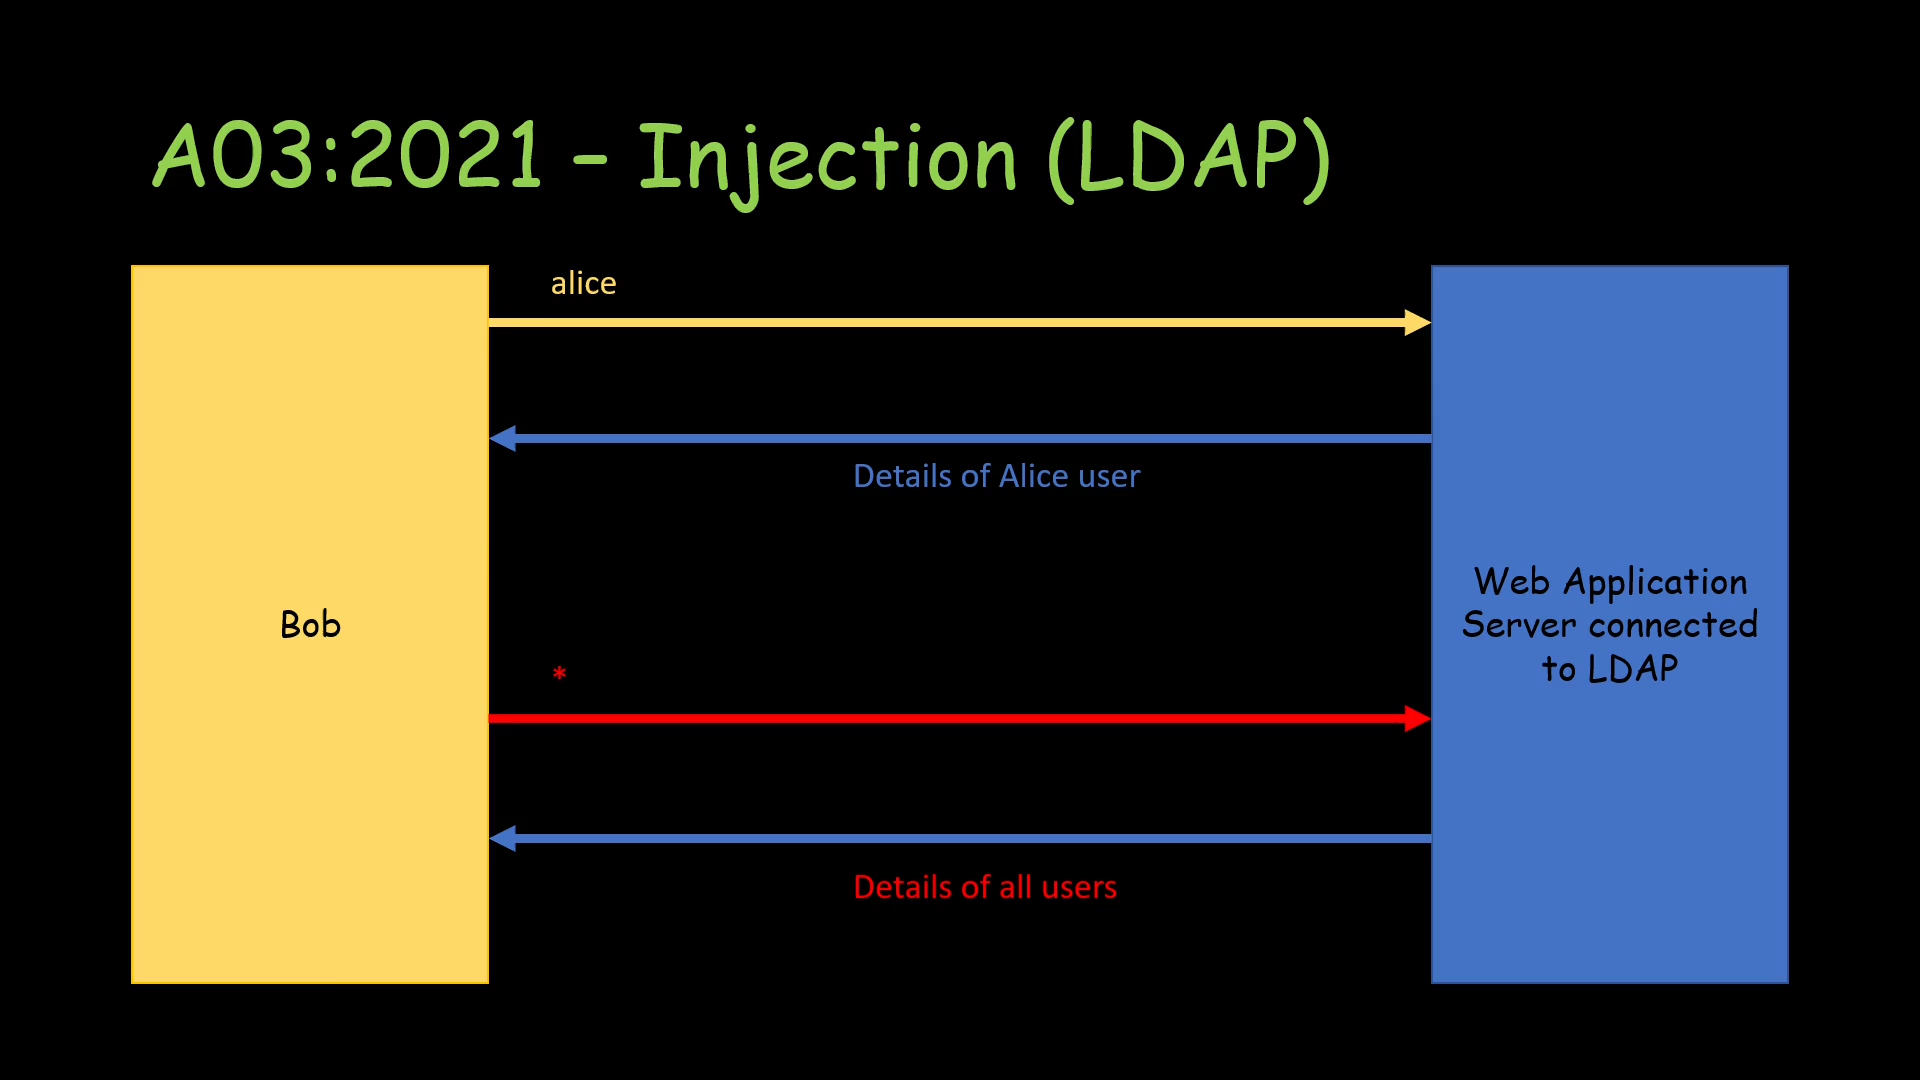 A03:2021 – Injection (LDAP)
alice
Details of Alice user
Bob
Web Application
Server connected
to LDAP
*
Details of all users